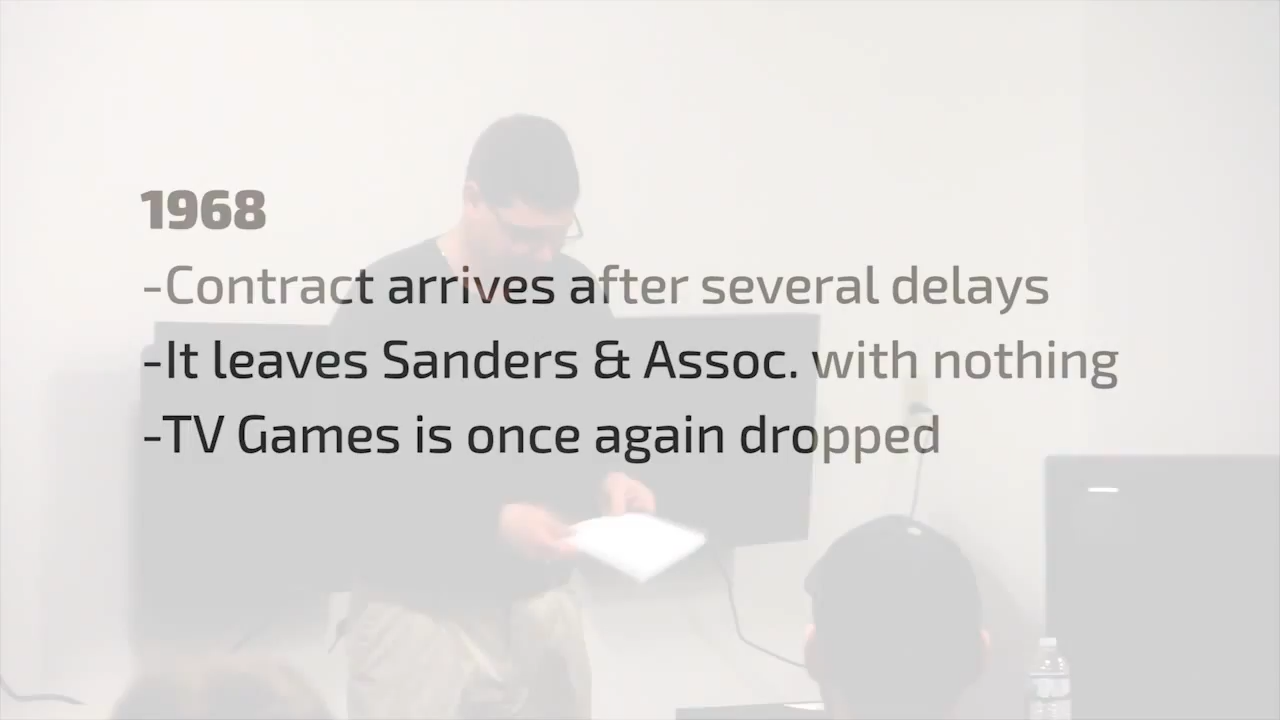 1968
-Contract arrives after several delays
-It leaves Sanders & Assoc. with nothing
-TV Games is once again dropped